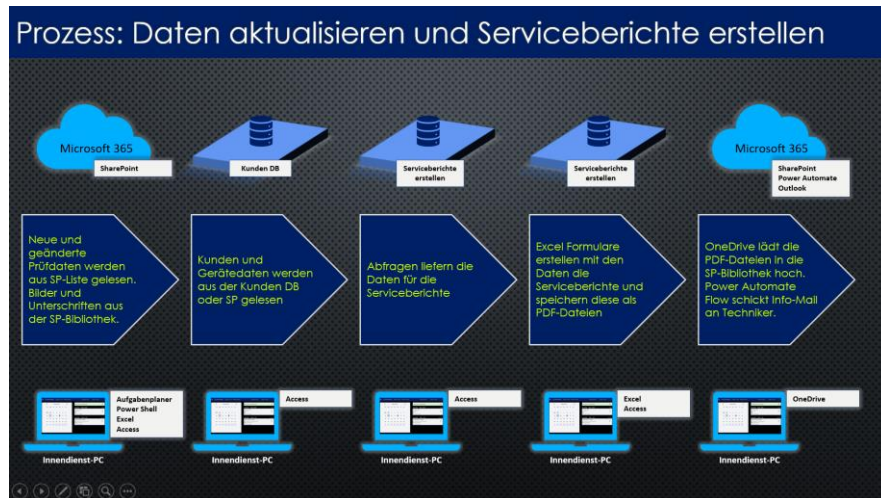 Prozess: Daten aktualisieren und Serviceberichte erstellen
Microsoft 365
SharePoint
Kunden DB
Serviceberichte
erstellen
Serviceberichte
erstellen
Microsoft 365
SharePoint
Power Automate
Outlook
Neue und
geänderte
Prüfdaten werden
aus SP-Liste gelesen.
Bilder und
Unterschriften aus
der SP-Bibliothek.
Kunden und
Gerätedaten werden
aus der Kunden DB
oder SP gelesen
Abfragen liefern die
Daten für die
Serviceberichte
Excel Formulare
erstellen mit den
Daten die
Serviceberichte und
speichern diese als
PDF-Dateien
OneDrive lädt die
PDF-Dateien in die
SP-Bibliothek hoch.
Power Automate
Flow schickt Info-Mail
an Techniker.
Aufgabenplaner
Power Shell
Excel
Access
Innendienst-PC
Access
Innendienst-PC
Access
Innendienst-PC
Excel
Access
Innendienst-PC
OneDrive
Innendienst-PC